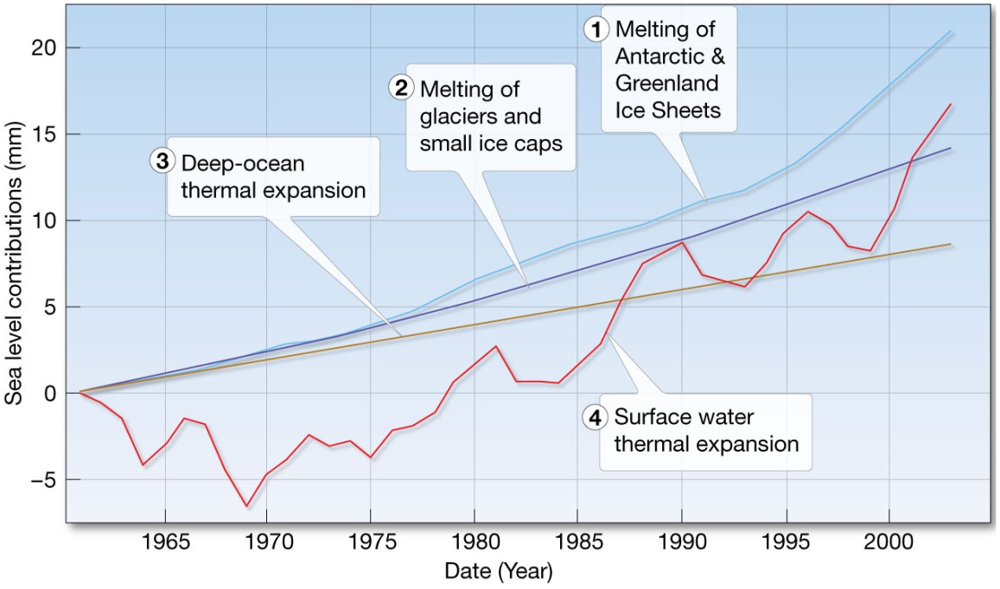 1 Melting of
Antarctic &
Greenland
Ice Sheets
2 Melting of
glaciers and
small ice caps
3 Deep-ocean
thermal expansion
4 Surface water
thermal expansion
Sea level contributions (mm)
20
15
10
5
0
–5
1965 1970 1975 1980 1985 1990 1995 2000
Date (Year)